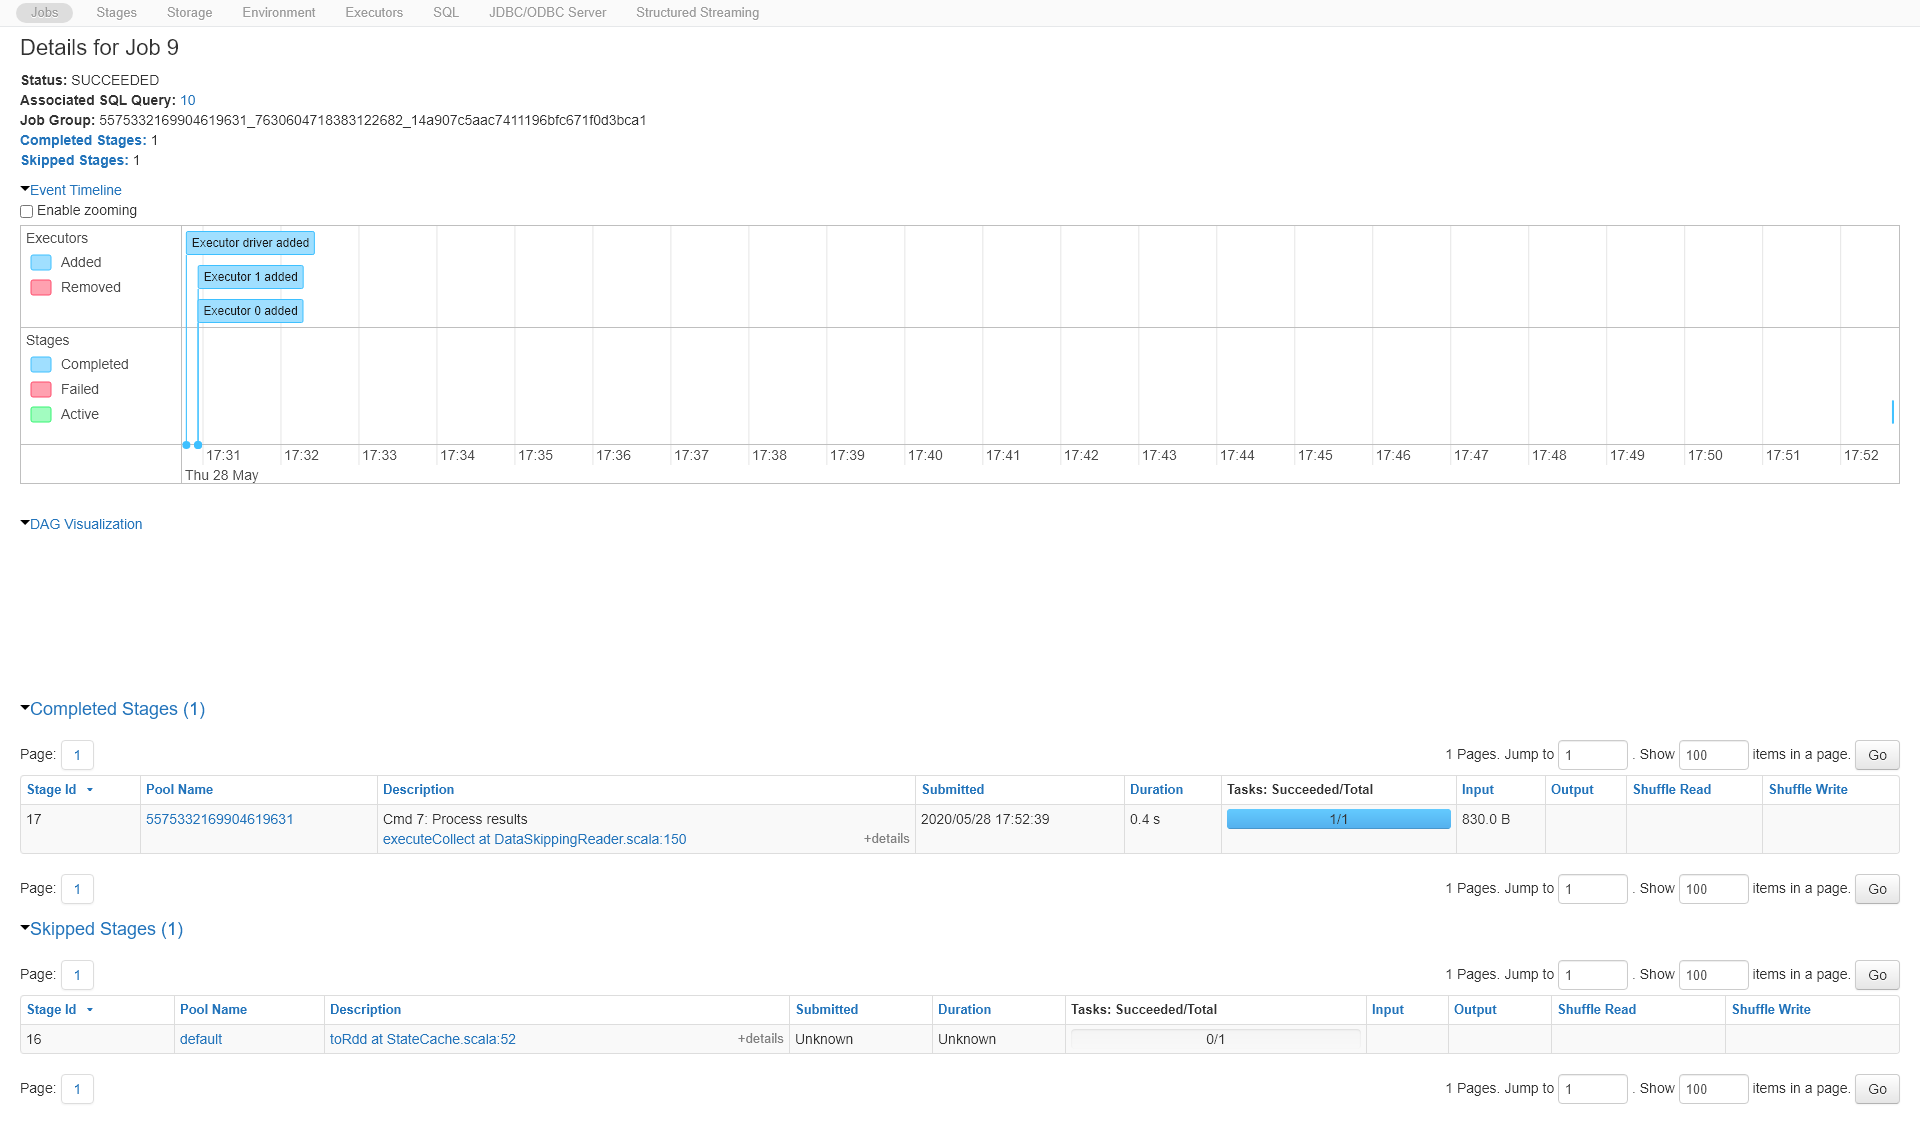 Jobs Stages Storage Environment Executors SQL JDBC/ODBC Server Structured Streaming
Details for Job 9
Status: SUCCEEDED
Associated SQL Query: 10
Job Group: 5575332169904619631_7630604718383122682_14a907c5aac7411196bfc671f0d3bca1
Completed Stages: 1
Skipped Stages: 1
Event Timeline
Enable zooming
Executors
Added
Removed
Executor driver added
Executor 1 added
Executor 0 added
Stages
Completed
Failed
Active
17:31 17:32 17:33 17:34 17:35 17:36 17:37 17:38 17:39 17:40 17:41 17:42 17:43 17:44 17:45 17:46 17:47 17:48 17:49 17:50 17:51 17:52
Thu 28 May
DAG Visualization
Completed Stages (1)
Page: 1 1 Pages. Jump to 1 . Show 100 items in a page. Go
Stage Id Pool Name Description Submitted Duration Tasks: Succeeded/Total Input Output Shuffle Read Shuffle Write
17 5575332169904619631 Cmd 7: Process results 2020/05/28 17:52:39 0.4 s 1/1 830.0 B
executeCollect at DataSkippingReader.scala:150 +details
Page: 1 1 Pages. Jump to 1 . Show 100 items in a page. Go
Skipped Stages (1)
Page: 1 1 Pages. Jump to 1 . Show 100 items in a page. Go
Stage Id Pool Name Description Submitted Duration Tasks: Succeeded/Total Input Output Shuffle Read Shuffle Write
16 default toRdd at StateCache.scala:52 +details Unknown Unknown 0/1
Page: 1 1 Pages. Jump to 1 . Show 100 items in a page. Go